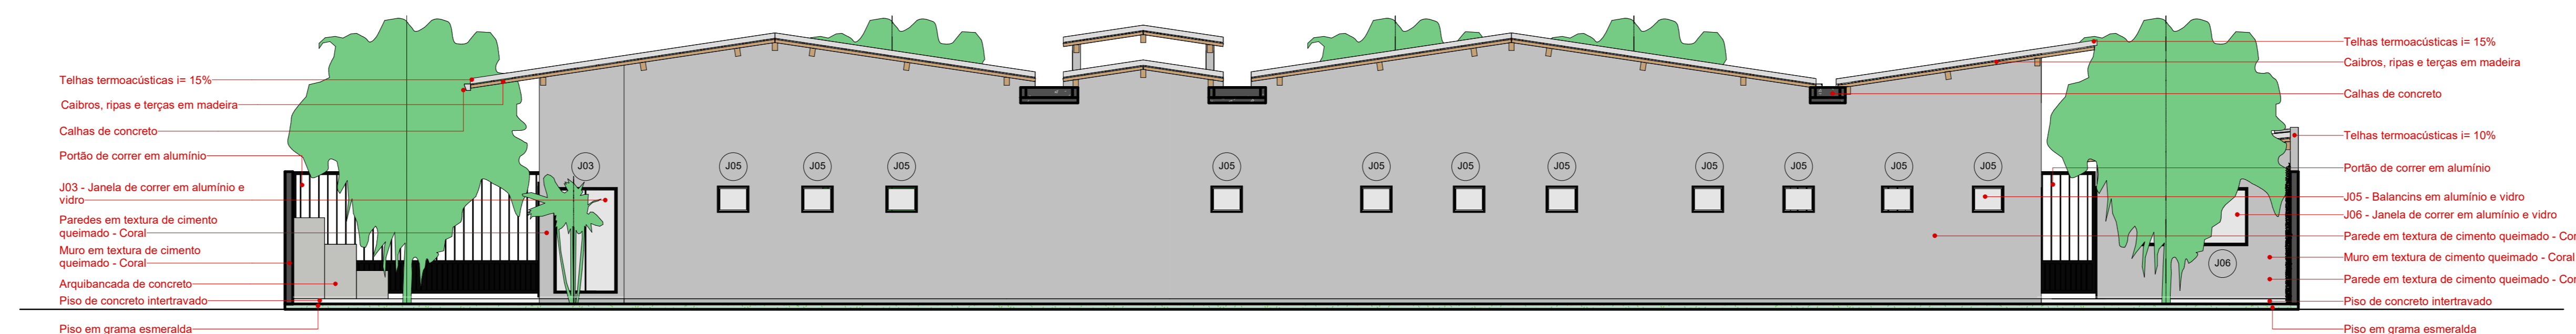 Telhas termoacústicas i= 15%
Caibros, ripas e terças em madeira
Calhas de concreto
Portão de correr em alumínio
J03 - Janela de correr em alumínio e
vidro
Paredes em textura de cimento
queimado - Coral
Muro em textura de cimento
queimado - Coral
Arquibancada de concreto
Piso de concreto intertravado
Piso em grama esmeralda
J03
J05
J05
J05
J05
J05
J05
J05
J05
J05
J05
J05
J06
Telhas termoacústicas i= 15%
Caibros, ripas e terças em madeira
Calhas de concreto
Telhas termoacústicas i= 10%
Portão de correr em alumínio
J05 - Balancins em alumínio e vidro
J06 - Janela de correr em alumínio e vidro
Parede em textura de cimento queimado - Cor
Muro em textura de cimento queimado - Coral
Parede em textura de cimento queimado - Cor
Piso de concreto intertravado
Piso em grama esmeralda